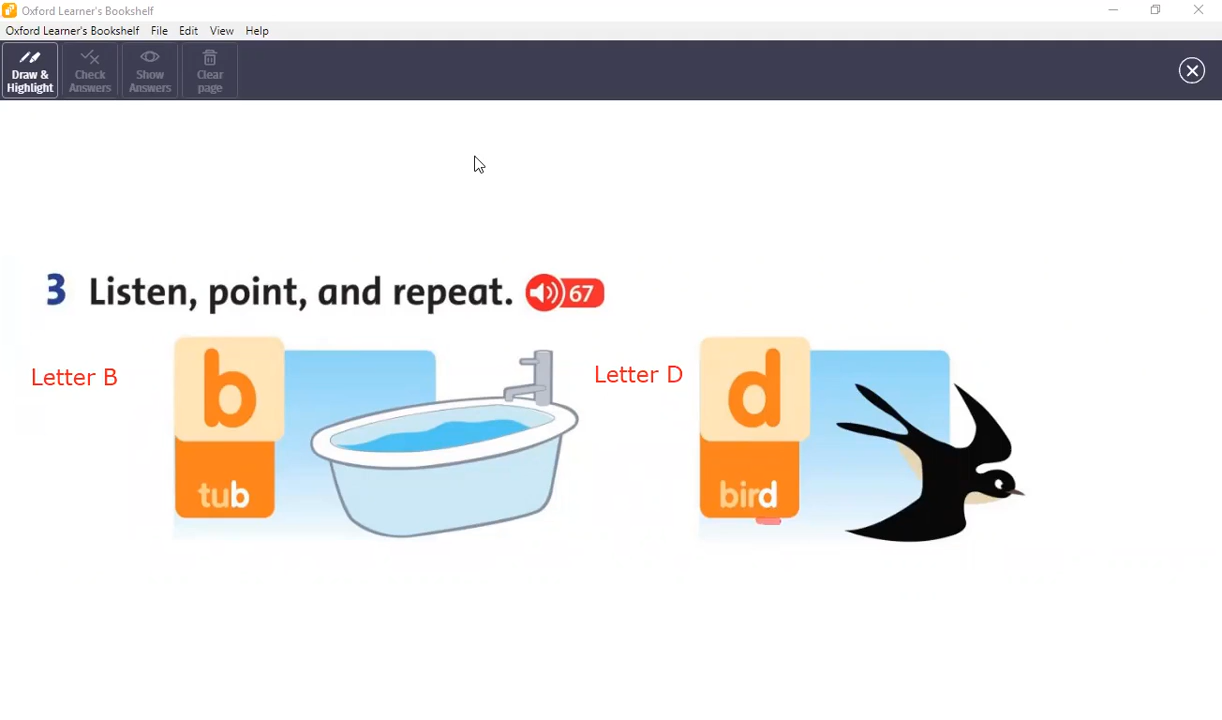 Oxford Learner's Bookshelf
Oxford Learner's Bookshelf File Edit View Help
Draw & Highlight
Check Answers
Show Answers
Clear page
3 Listen, point, and repeat. 67
Letter B
b
tub
Letter D
d
bird